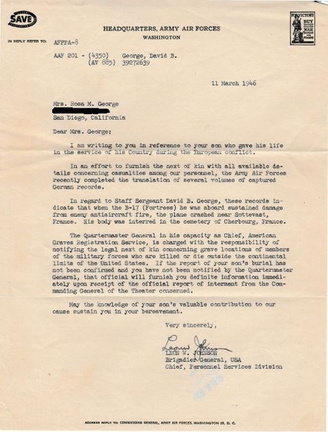 SAVE
VICTORY
BUY
HEADQUARTERS, ARMY AIR FORCES
WASHINGTON
IN REPLY REFER TO:
AFPPA-8
AAF 201 - (4350) George, David B.
(AV 885) 39272639
11 March 1946
Mrs. Rosa M. George
San Diego, California
Dear Mrs. George:
I am writing to you in reference to your son who gave his life
in the service of his Country during the European conflict.
In an effort to furnish the next of kin with all available
details concerning casualties among our personnel, the Army Air Forces
recently completed the translation of several volumes of captured
German records.
In regard to Staff Sergeant David B. George, these records in-
dicate that when the B-17 (Fortress) he was aboard sustained damage
from enemy antiaircraft fire, the plane crashed near Gottevast,
France. His body was interred in the cemetery of Cherbourg, France.
The Quartermaster General in his capacity as Chief, American
Graves Registration Service, is charged with the responsibility of
notifying the legal next of kin concerning grave locations of members
of the military forces who are killed or die outside the continental
limits of the United States. If the report of your son's burial has
not been confirmed and you have not been notified by the Quartermaster
General, that official will furnish you definite information immedi-
ately upon receipt of the official report of interment from the Com-
manding General of the Theater concerned.
May the knowledge of your son's valuable contribution to our
cause sustain you in your bereavement.
Very sincerely,
LEON W. JOHNSON
Brigadier General, USA
Chief, Personnel Services Division
ADDRESS REPLY TO: COMMANDING GENERAL, ARMY AIR FORCES, WASHINGTON 25, D. C.